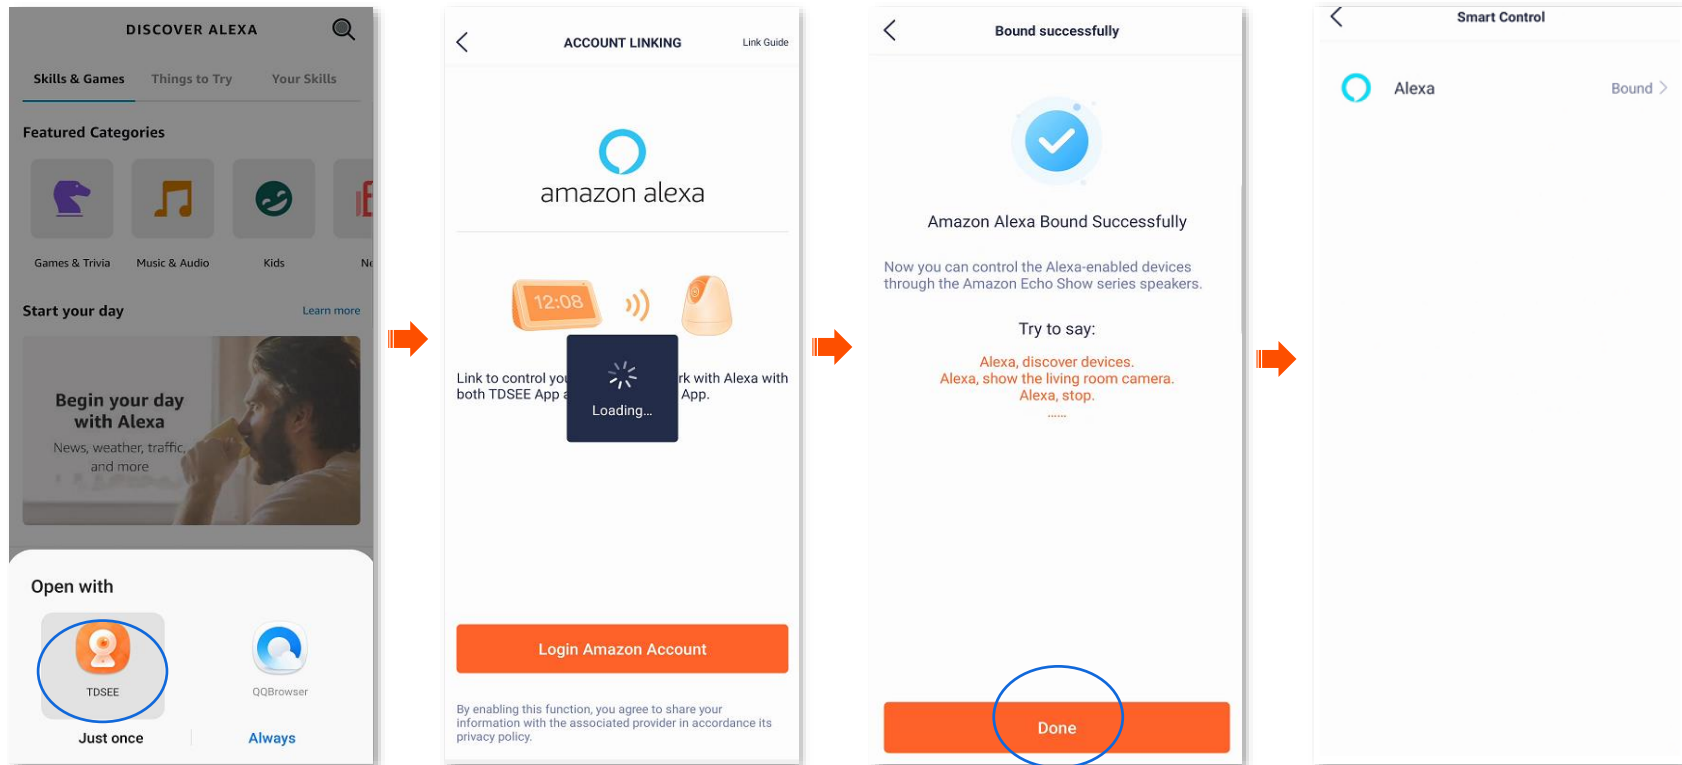 DISCOVER ALEXA
Skills & Games Things to Try Your Skills
Featured Categories
Games & Trivia Music & Audio Kids
Start your day Learn more
Begin your day
with Alexa
News, weather, traffic,
and more
Open with
TDSEE QQBrowser
Just once Always
ACCOUNT LINKING Link Guide
amazon alexa
12:08
Link to control you rk with Alexa with
both TDSEE App a App.
Loading...
Login Amazon Account
By enabling this function, you agree to share your
information with the associated provider in accordance its
privacy policy.
Bound successfully
Amazon Alexa Bound Successfully
Now you can control the Alexa-enabled devices
through the Amazon Echo Show series speakers.
Try to say:
Alexa, discover devices.
Alexa, show the living room camera.
Alexa, stop.
......
Done
Smart Control
Alexa Bound